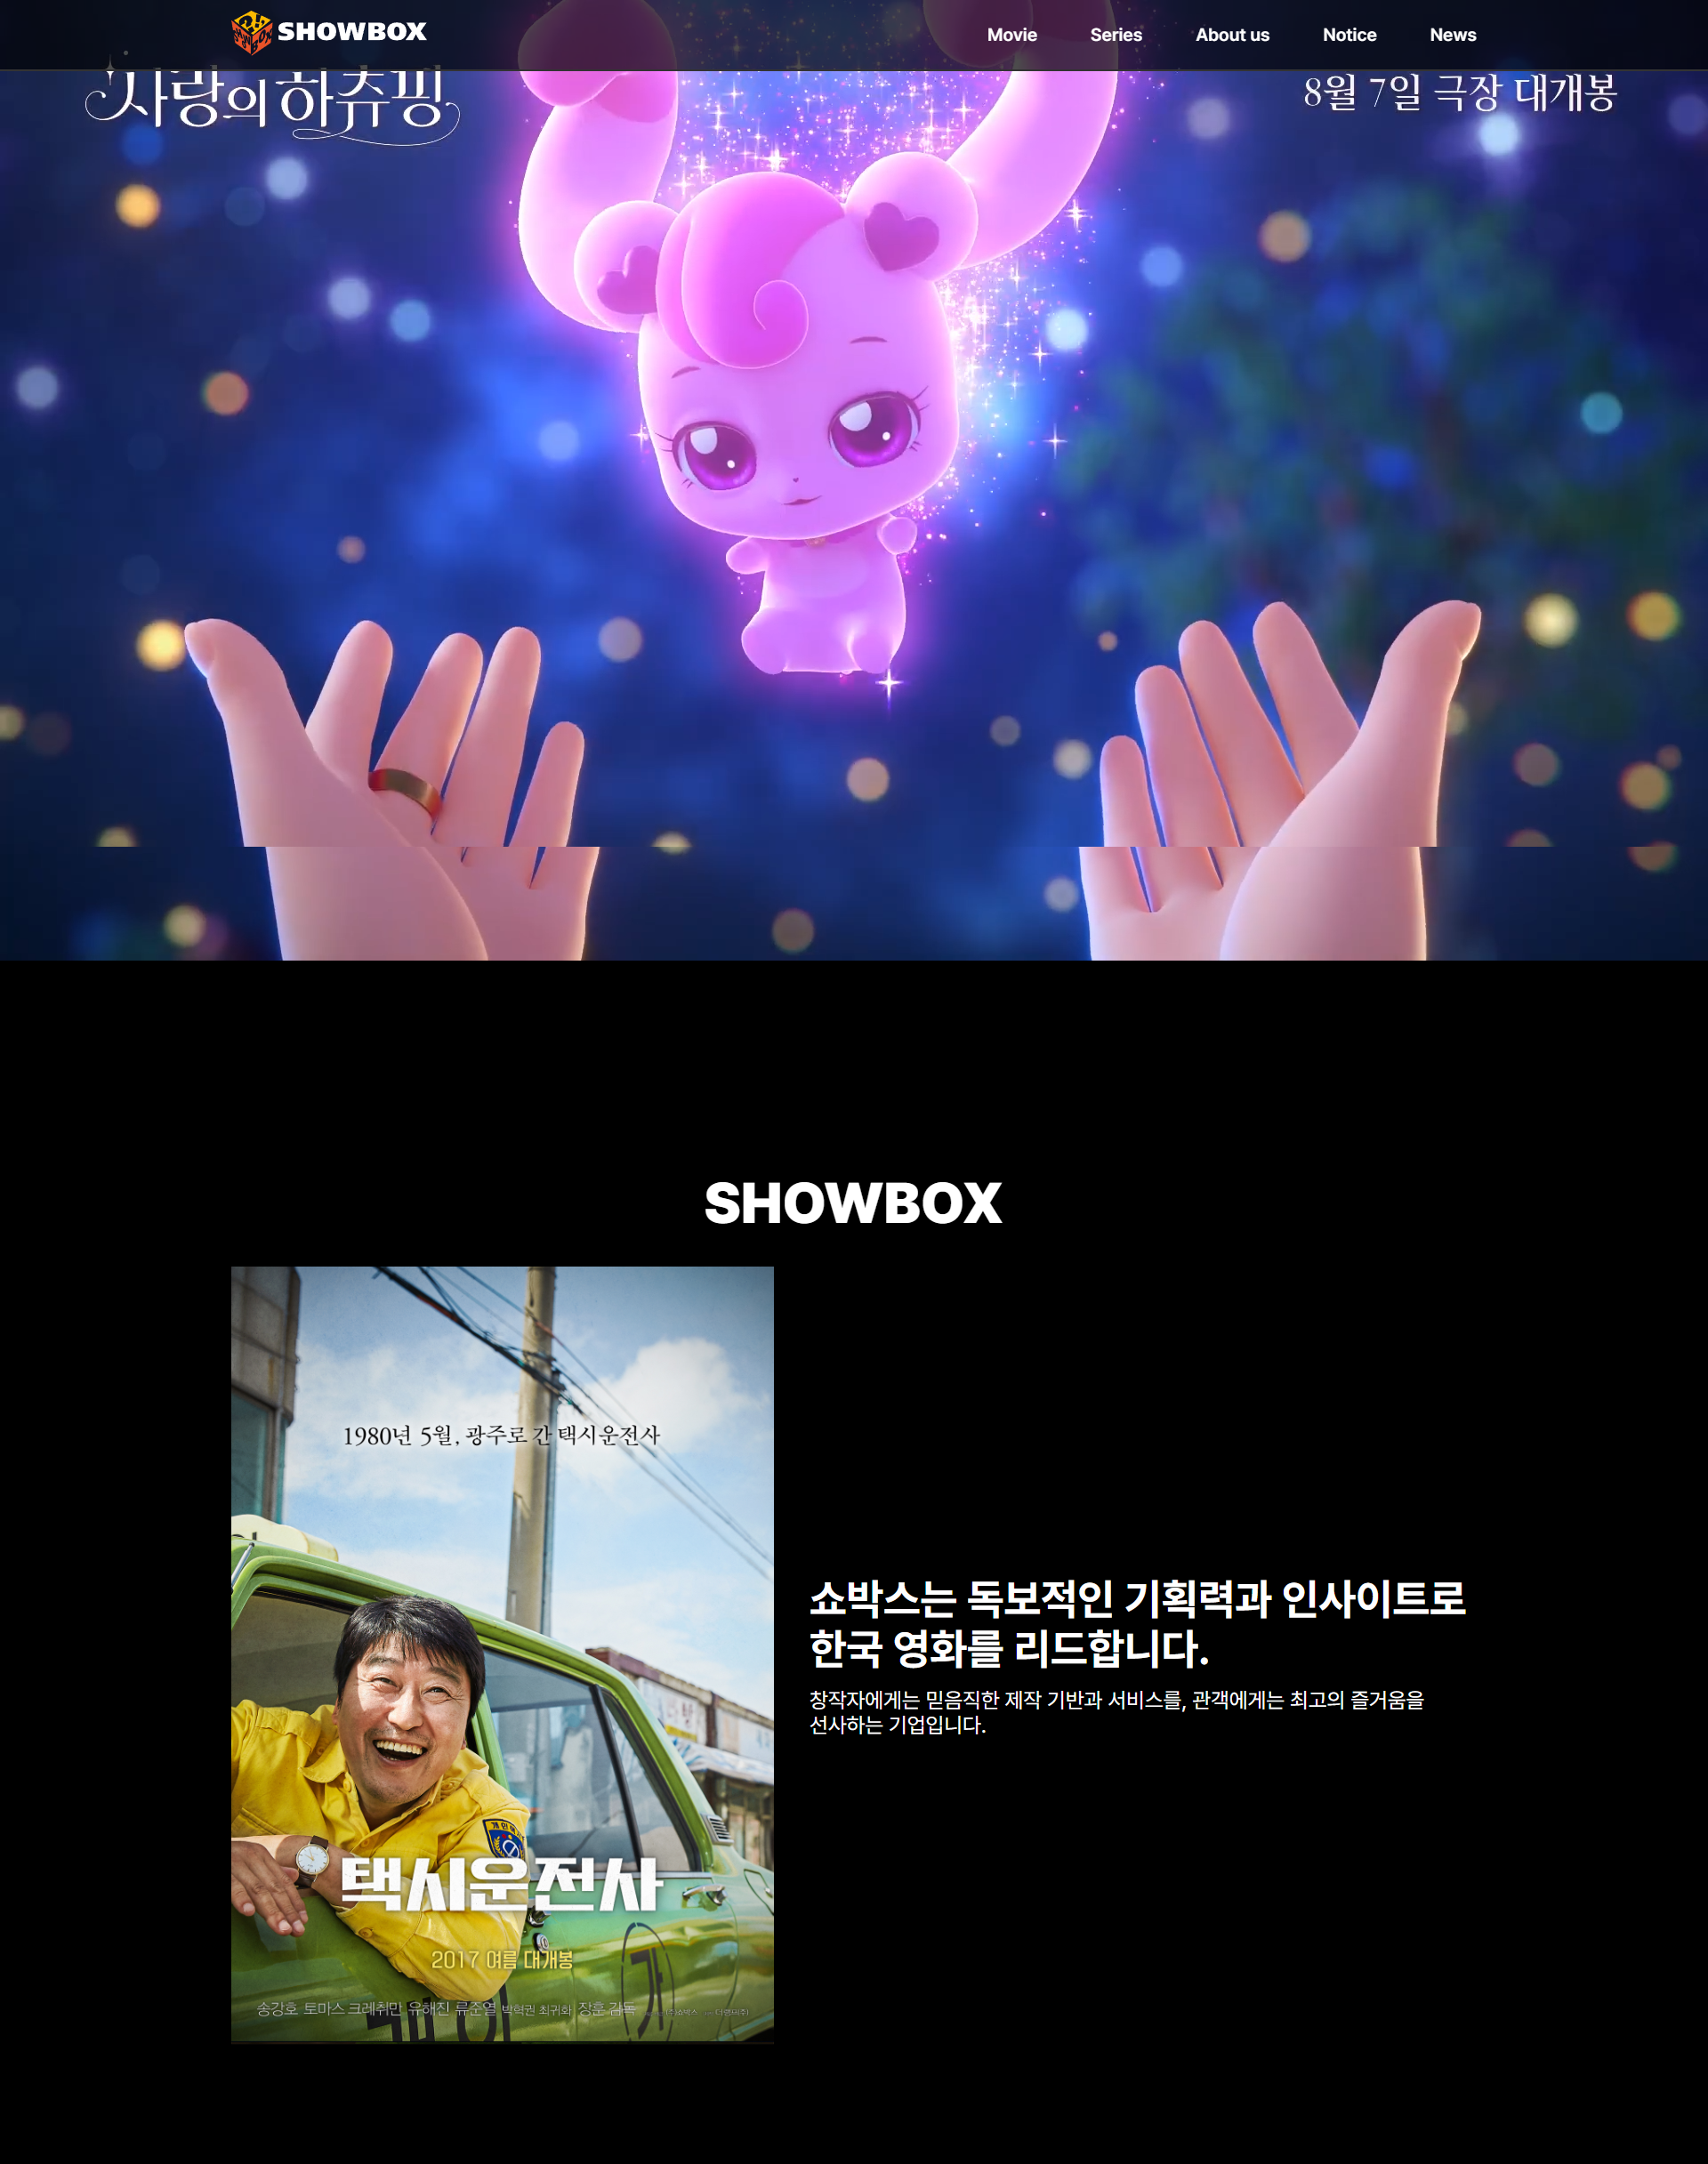 SHOWBOX
Movie
Series
About us
Notice
News
사랑의 하츄핑
8월 7일 극장 대개봉
SHOWBOX
1980년 5월, 광주로 간 택시운전사
택시운전사
2017 여름 대개봉
송강호 토마스 크레취만 유해진 류준열 박혁권 최귀화 장훈 감독
쇼박스는 독보적인 기획력과 인사이트로
한국 영화를 리드합니다.
창작자에게는 믿음직한 제작 기반과 서비스를, 관객에게는 최고의 즐거움을
선사하는 기업입니다.